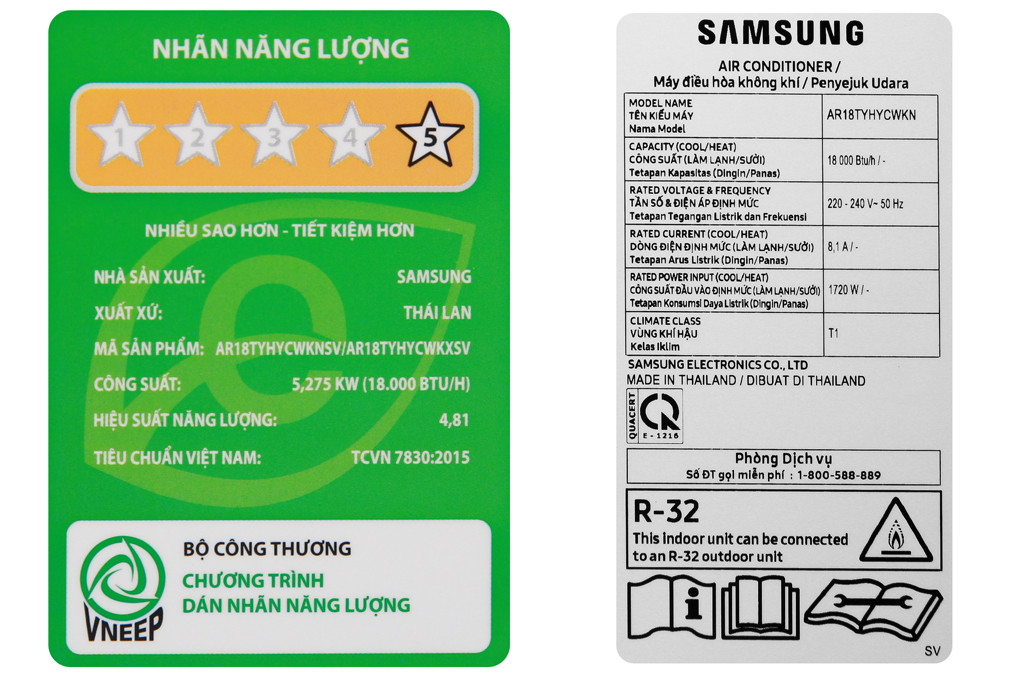 NHÃN NĂNG LƯỢNG
1 2 3 4 5
NHIỀU SAO HƠN - TIẾT KIỆM HƠN
NHÀ SẢN XUẤT: SAMSUNG
XUẤT XỨ: THÁI LAN
MÃ SẢN PHẨM: AR18TYHYCWKNSV/AR18TYHYCWKXSV
CÔNG SUẤT: 5,275 KW (18.000 BTU/H)
HIỆU SUẤT NĂNG LƯỢNG: 4,81
TIÊU CHUẨN VIỆT NAM: TCVN 7830:2015
VNEEP
BỘ CÔNG THƯƠNG
CHƯƠNG TRÌNH
DÁN NHÃN NĂNG LƯỢNG
SAMSUNG
AIR CONDITIONER /
Máy điều hòa không khí / Penyejuk Udara
MODEL NAME
TÊN KIỂU MÁY
Nama Model
AR18TYHYCWKN
CAPACITY (COOL/HEAT)
CÔNG SUẤT (LÀM LẠNH/SƯỞI)
Tetapan Kapasitas (Dingin/Panas)
18 000 Btu/h / -
RATED VOLTAGE & FREQUENCY
TẦN SỐ & ĐIỆN ÁP ĐỊNH MỨC
Tetapan Tegangan Listrik dan Frekuensi
220 - 240 V~ 50 Hz
RATED CURRENT (COOL/HEAT)
DÒNG ĐIỆN ĐỊNH MỨC (LÀM LẠNH/SƯỞI)
Tetapan Arus Listrik (Dingin/Panas)
8,1 A / -
RATED POWER INPUT (COOL/HEAT)
CÔNG SUẤT ĐẦU VÀO ĐỊNH MỨC (LÀM LẠNH/SƯỞI)
Tetapan Konsumsi Daya Listrik (Dingin/Panas)
1720 W / -
CLIMATE CLASS
VÙNG KHÍ HẬU
Kelas Iklim
T1
SAMSUNG ELECTRONICS CO., LTD
MADE IN THAILAND / DIBUAT DI THAILAND
QUACERT
E - 1216
Phòng Dịch vụ
Số ĐT gọi miễn phí : 1-800-588-889
R-32
This indoor unit can be connected
to an R-32 outdoor unit
i
SV